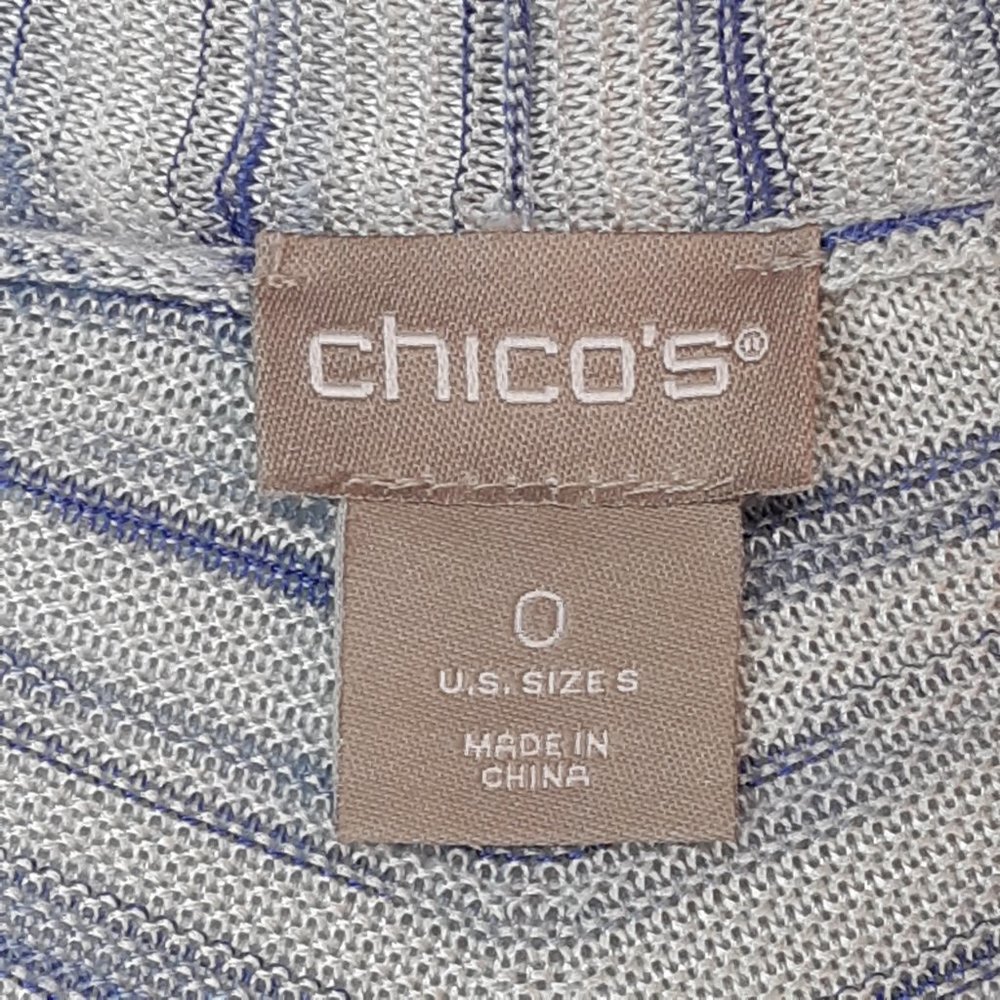 chico's®
0
U.S. SIZE S
MADE IN
CHINA